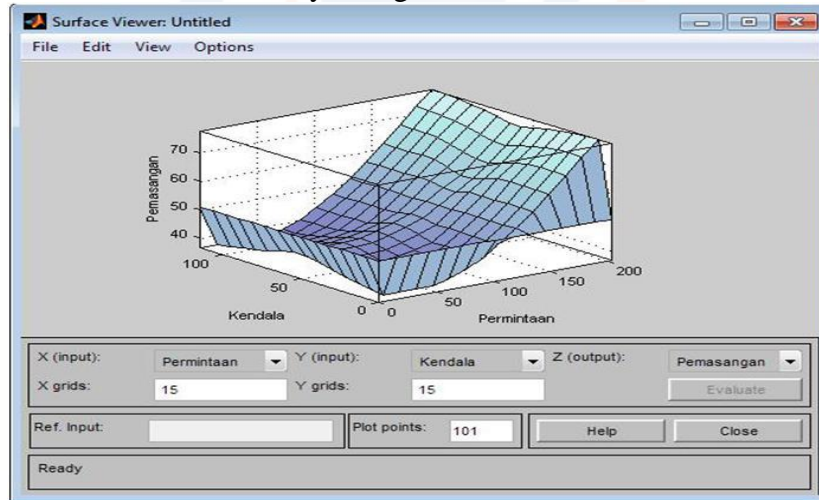 Surface Viewer: Untitled
File Edit View Options
70
60
50
40
Pemasangan
100
50
0
Kendala
0
50
100
150
200
Permintaan
X (input): Permintaan Y (input): Kendala Z (output): Pemasangan
X grids: 15 Y grids: 15 Evaluate
Ref. Input: Plot points: 101 Help Close
Ready